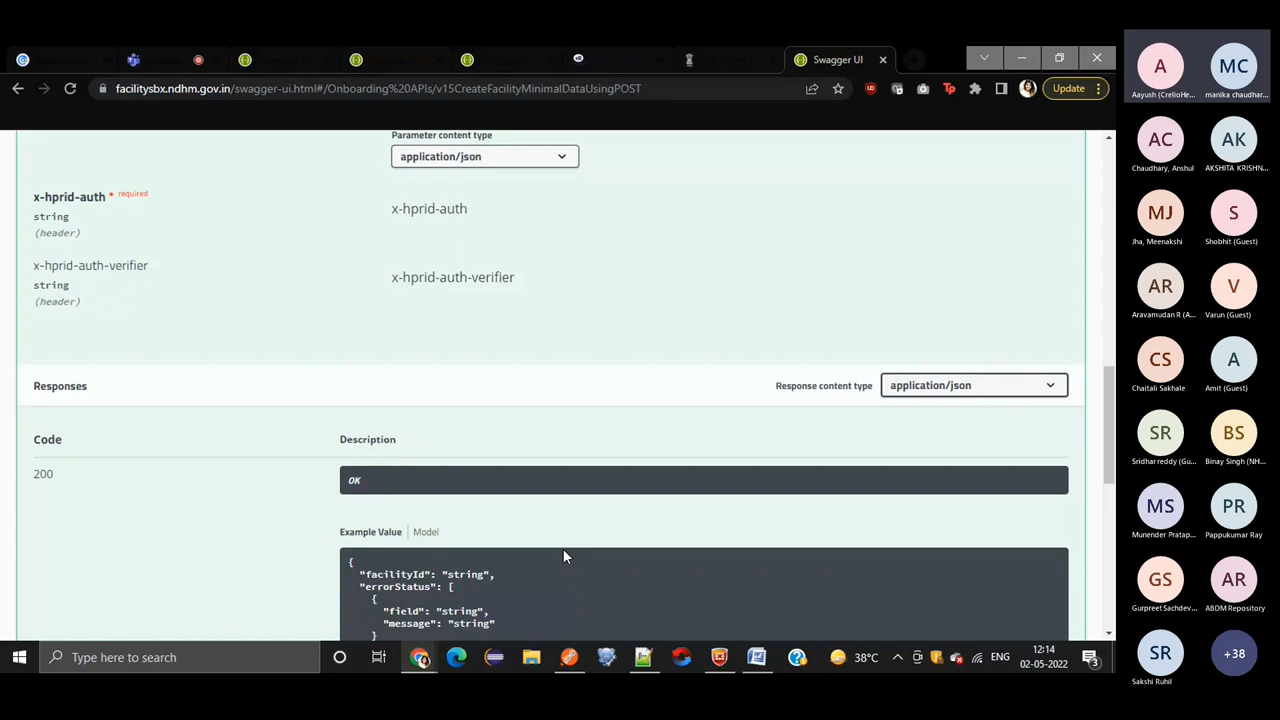 Swagger UI
facilitysbx.ndhm.gov.in/swagger-ui.html#/Onboarding%20APIs/v15CreateFacilityMinimalDataUsingPOST
Update
Parameter content type
application/json
x-hprid-auth * required
string
(header)
x-hprid-auth
x-hprid-auth-verifier
string
(header)
x-hprid-auth-verifier
Responses
Response content type
application/json
Code
Description
200
OK
Example Value
Model
{
"facilityId": "string",
"errorStatus": [
{
"field": "string",
"message": "string"
}
Type here to search
38°C
ENG
12:14
02-05-2022
3
A
Aayush (CrelioHe...
MC
manika chaudhar...
AC
Chaudhary, Anshul
AK
AKSHITA KRISHN...
MJ
Jha, Meenakshi
S
Shobhit (Guest)
AR
Aravamudan R (A...
V
Varun (Guest)
CS
Chaitali Sakhale
A
Amit (Guest)
SR
Sridhar reddy (Gu...
BS
Binay Singh (NH...
MS
Munender Pratap...
PR
Pappukumar Ray
GS
Gurpreet Sachdev...
AR
ABDM Repository
SR
Sakshi Ruhil
+38